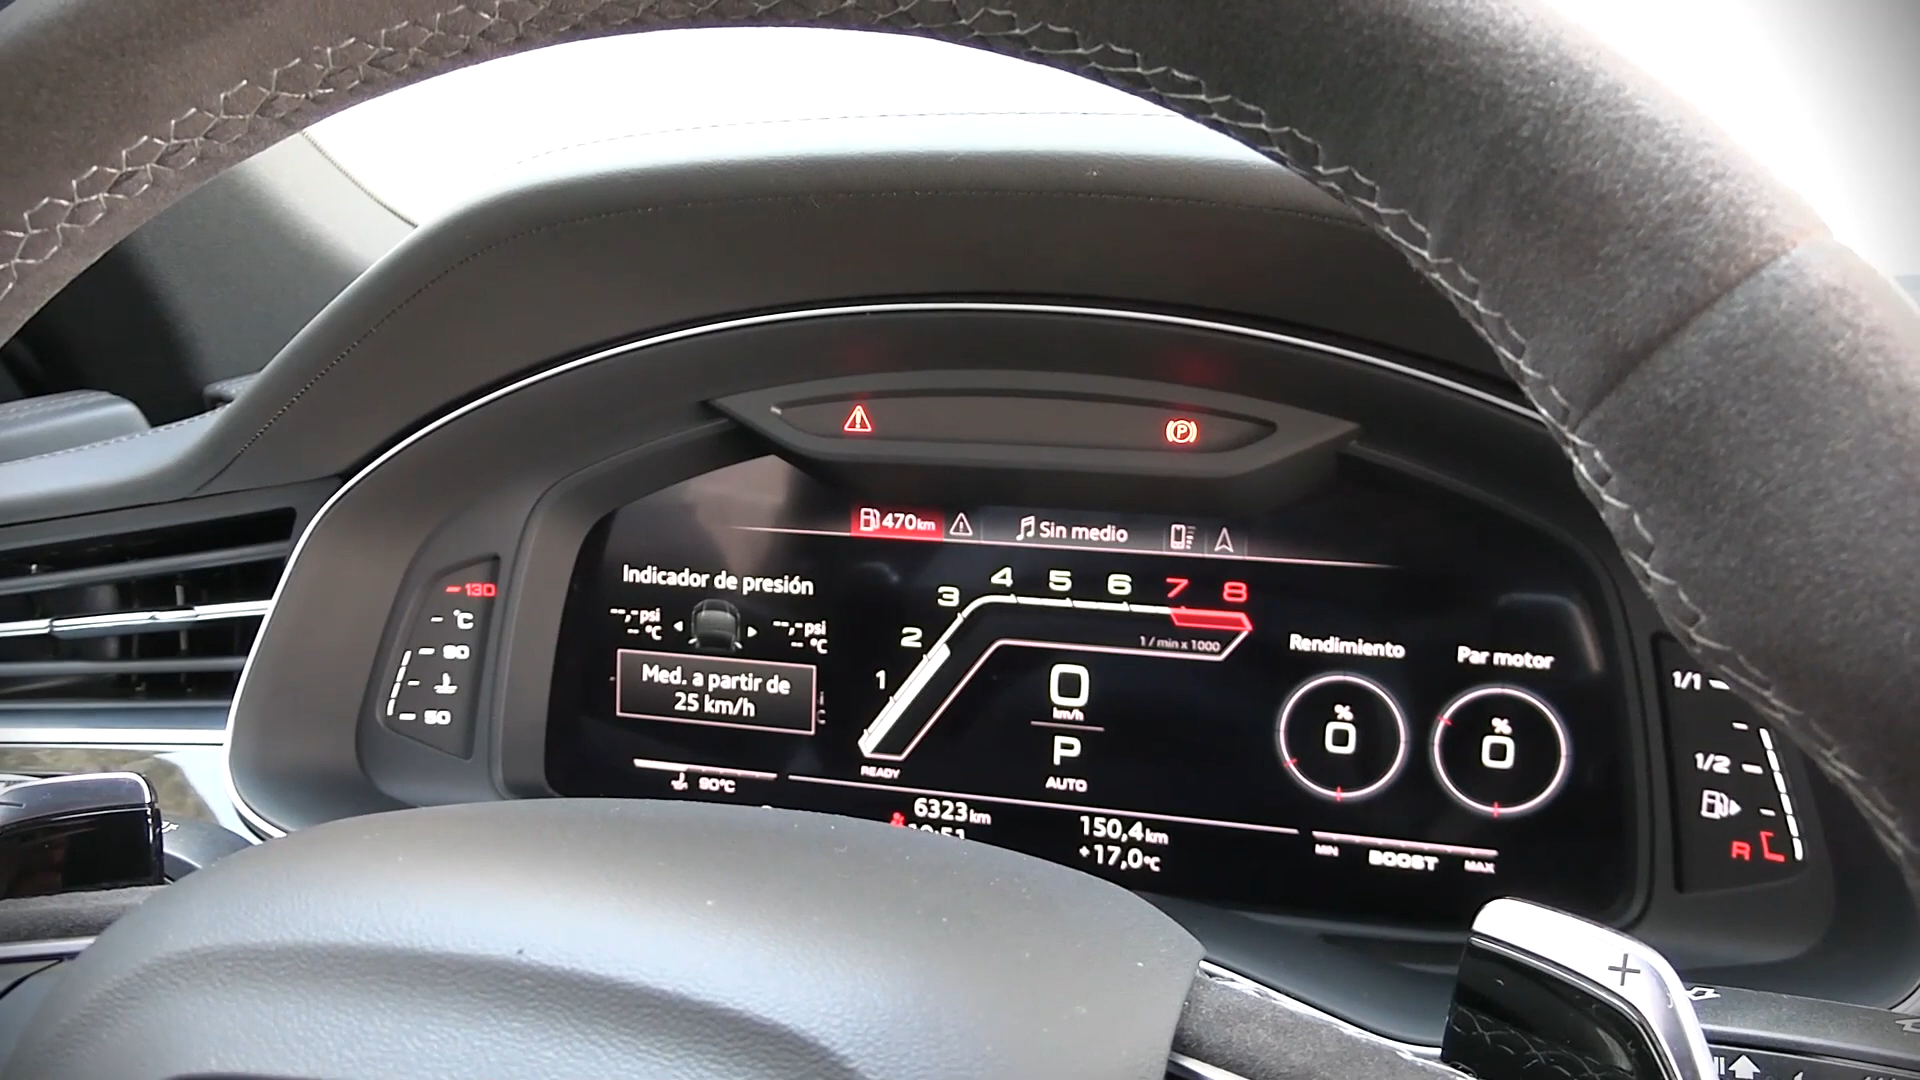 470km
Sin medio
Indicador de presión
--,-psi
-- °C
--,-psi
-- °C
Med. a partir de
25 km/h
1
2
3
4
5
6
7
8
1 / min x 1000
READY
0
km/h
P
AUTO
Rendimiento
%
0
Par motor
%
0
90°C
6323km
150,4km
+17,0°C
MIN
BOOST
MAX
130
°C
90
50
1/1
1/2
R
P
+